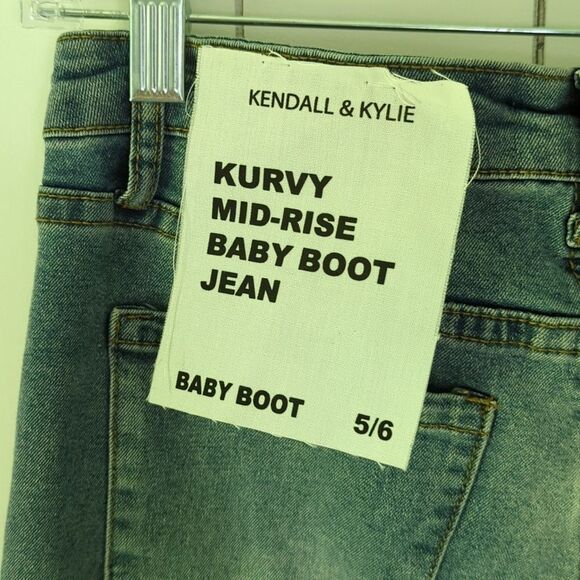 KENDALL & KYLIE
KURVY
MID-RISE
BABY BOOT
JEAN
BABY BOOT 5/6